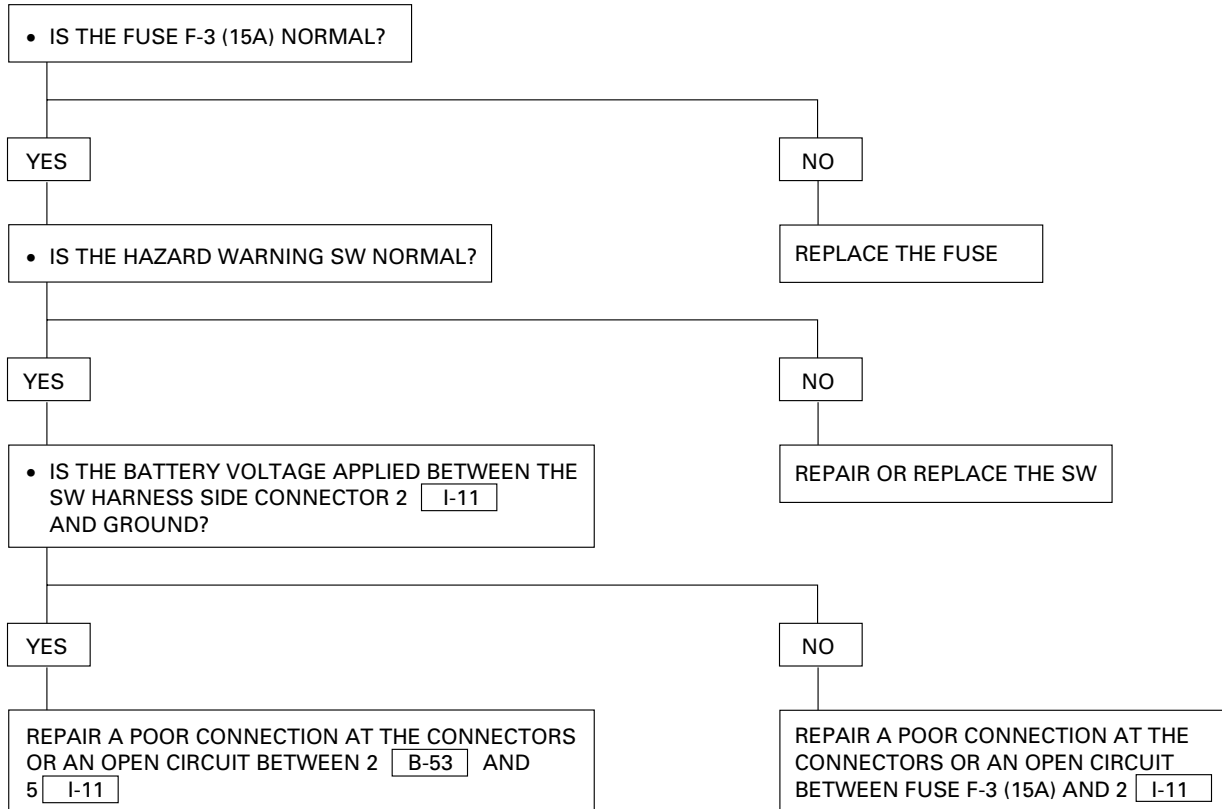 • IS THE FUSE F-3 (15A) NORMAL?
YES
NO
• IS THE HAZARD WARNING SW NORMAL?
REPLACE THE FUSE
YES
NO
• IS THE BATTERY VOLTAGE APPLIED BETWEEN THE
SW HARNESS SIDE CONNECTOR 2 I-11
AND GROUND?
REPAIR OR REPLACE THE SW
YES
NO
REPAIR A POOR CONNECTION AT THE CONNECTORS
OR AN OPEN CIRCUIT BETWEEN 2 B-53 AND
5 I-11
REPAIR A POOR CONNECTION AT THE
CONNECTORS OR AN OPEN CIRCUIT
BETWEEN FUSE F-3 (15A) AND 2 I-11